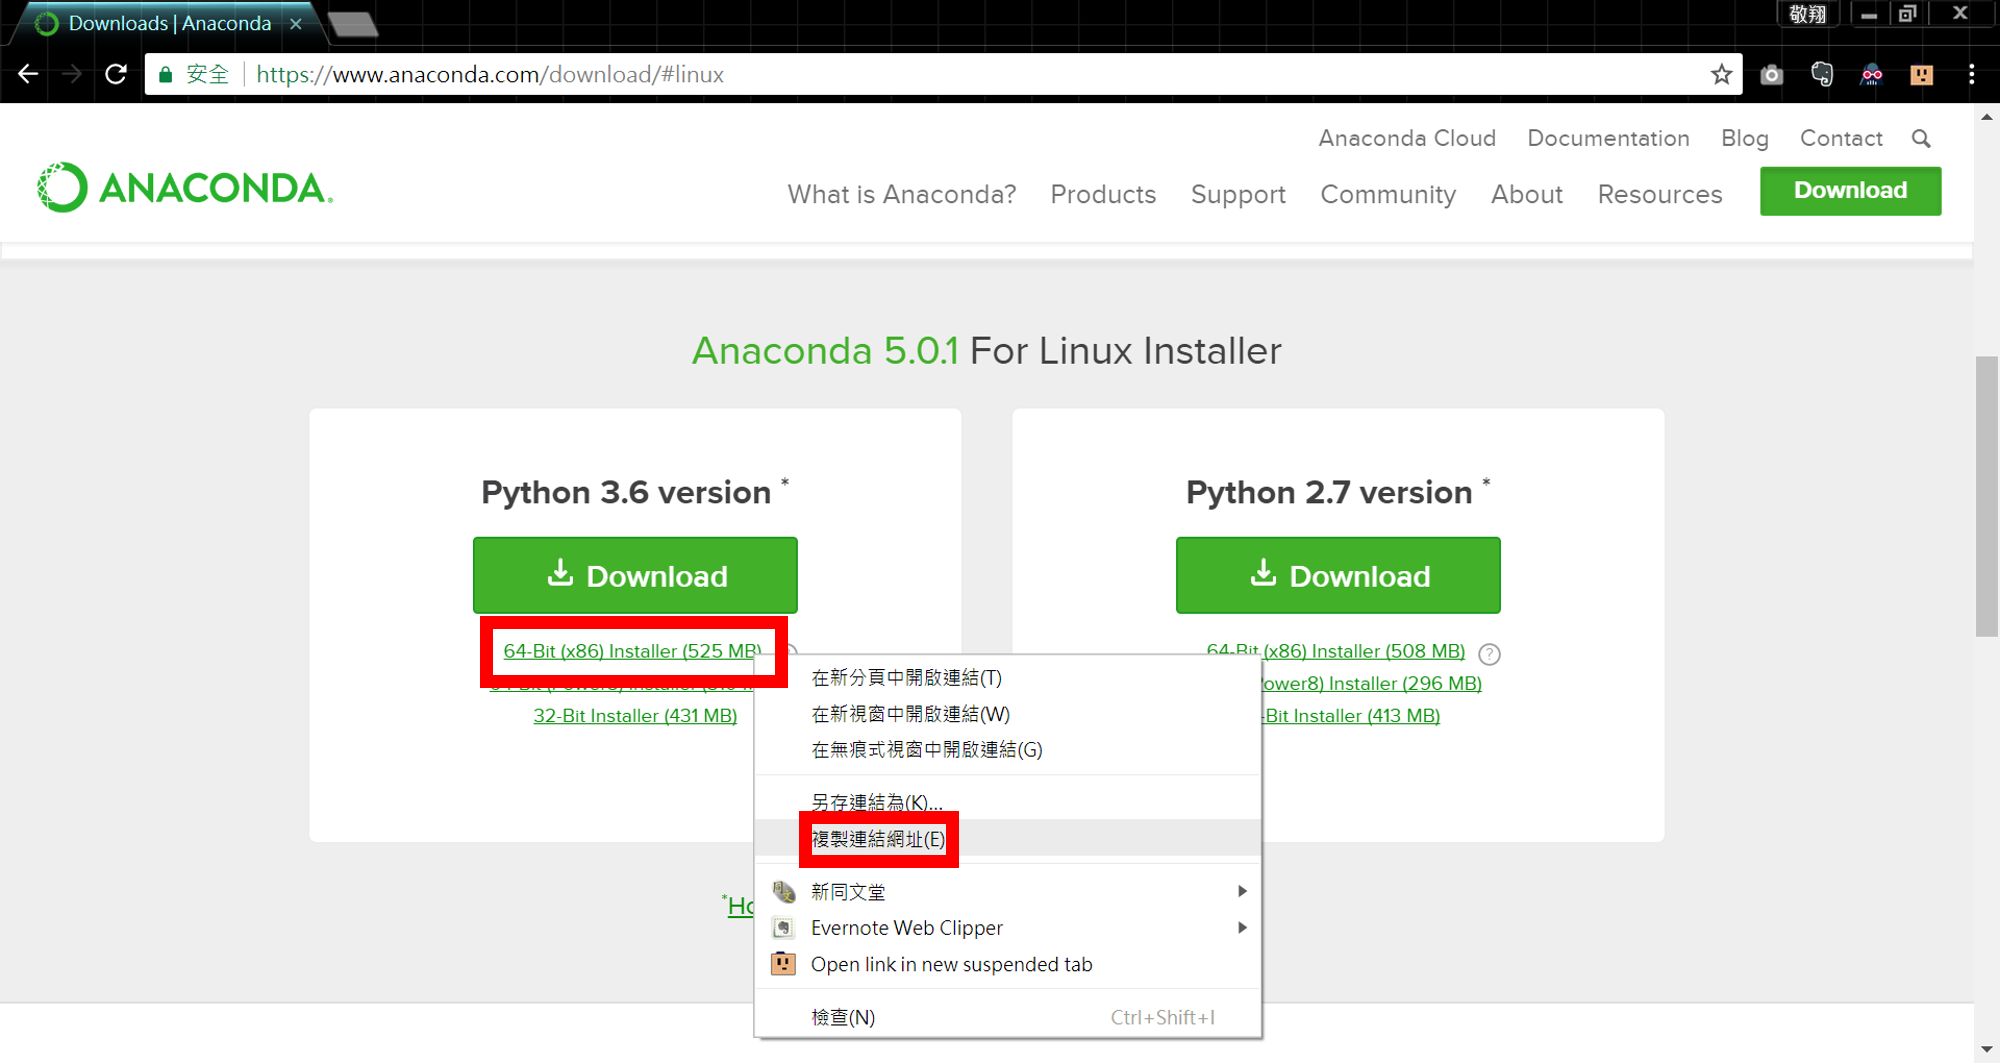 Downloads | Anaconda
敬翔
安全
https://www.anaconda.com/download/#linux
Anaconda Cloud
Documentation
Blog
Contact
ANACONDA.
What is Anaconda?
Products
Support
Community
About
Resources
Download
Anaconda 5.0.1 For Linux Installer
Python 3.6 version *
Download
64-Bit (x86) Installer (525 MB)
32-Bit Installer (431 MB)
Python 2.7 version *
Download
64-Bit (x86) Installer (508 MB)
ower8) Installer (296 MB)
-Bit Installer (413 MB)
在新分頁中開啟連結(T)
在新視窗中開啟連結(W)
在無痕式視窗中開啟連結(G)
另存連結為(K)...
複製連結網址(E)
新同文堂
Evernote Web Clipper
Open link in new suspended tab
檢查(N)
Ctrl+Shift+I